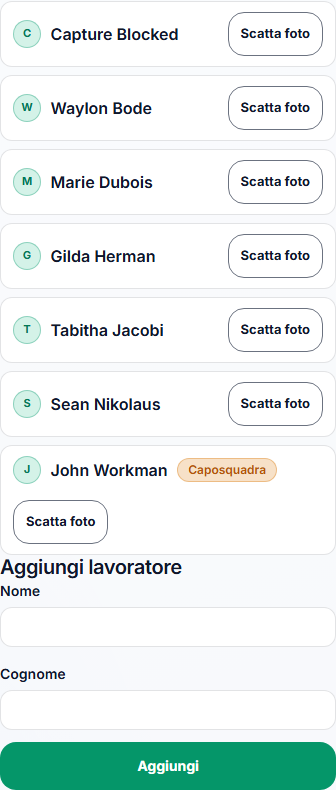 C Capture Blocked Scatta foto
W Waylon Bode Scatta foto
M Marie Dubois Scatta foto
G Gilda Herman Scatta foto
T Tabitha Jacobi Scatta foto
S Sean Nikolaus Scatta foto
J John Workman Caposquadra
Scatta foto
Aggiungi lavoratore
Nome
Cognome
Aggiungi